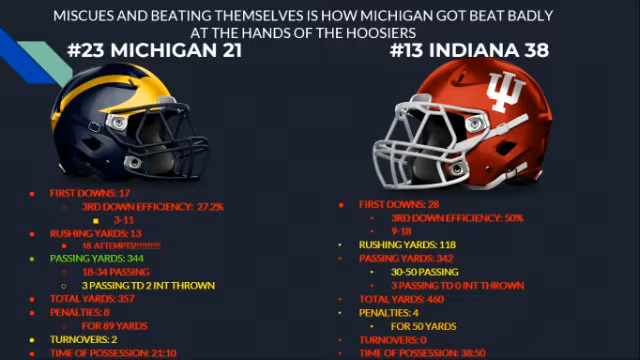 MISCUES AND BEATING THEMSELVES IS HOW MICHIGAN GOT BEAT BADLY
AT THE HANDS OF THE HOOSIERS
#23 MICHIGAN 21
#13 INDIANA 38
FIRST DOWNS: 17
3RD DOWN EFFICIENCY: 27.2%
3-11
RUSHING YARDS: 13
18 ATTEMPTS!!!!!!!!!!
PASSING YARDS: 344
18-34 PASSING
3 PASSING TD 2 INT THROWN
TOTAL YARDS: 357
PENALTIES: 8
FOR 89 YARDS
TURNOVERS: 2
TIME OF POSSESSION: 21:10
FIRST DOWNS: 28
3RD DOWN EFFICIENCY: 50%
9-18
RUSHING YARDS: 118
PASSING YARDS: 342
30-50 PASSING
3 PASSING TD 0 INT THROWN
TOTAL YARDS: 460
PENALTIES: 4
FOR 50 YARDS
TURNOVERS: 0
TIME OF POSSESSION: 38:50